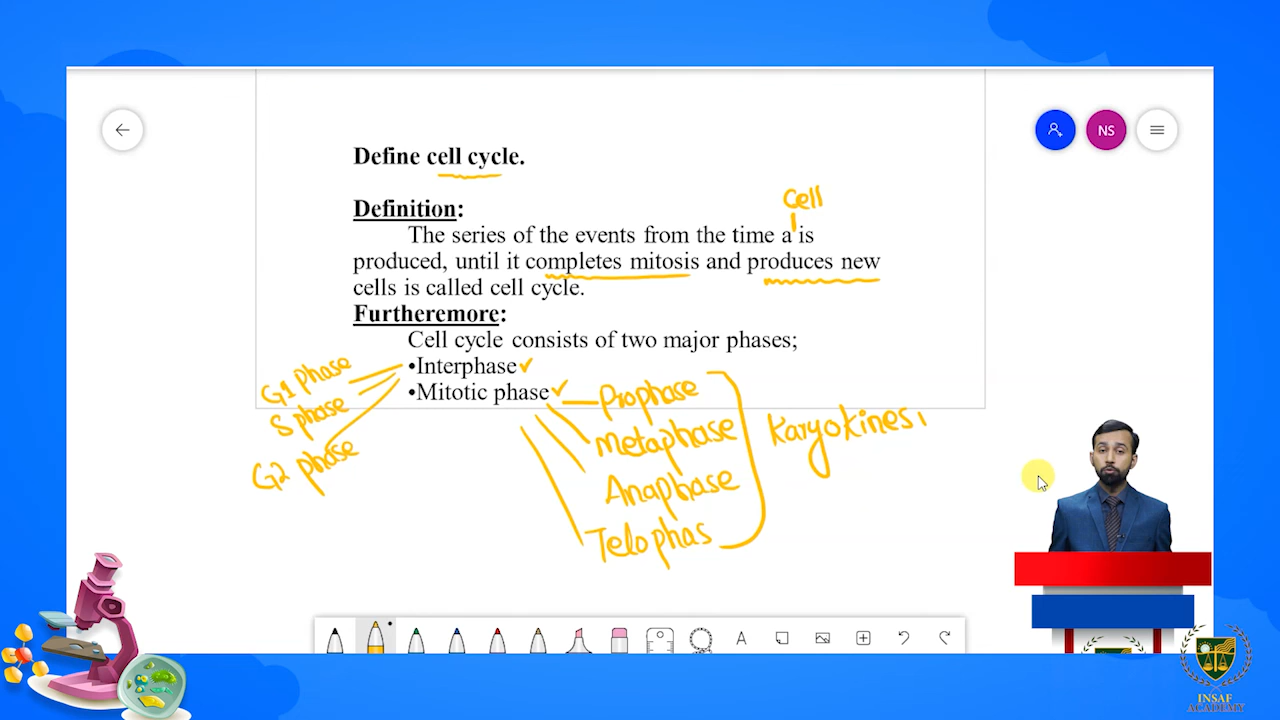 NS
Define cell cycle.
cell
Definition:
The series of the events from the time a is
produced, until it completes mitosis and produces new
cells is called cell cycle.
Furtheremore:
Cell cycle consists of two major phases;
•Interphase✓
•Mitotic phase✓
G1 Phase
S phase
G2 phase
Prophase
Metaphase
Anaphase
Telophas
Karyokines,
A
INSAF
ACADEMY